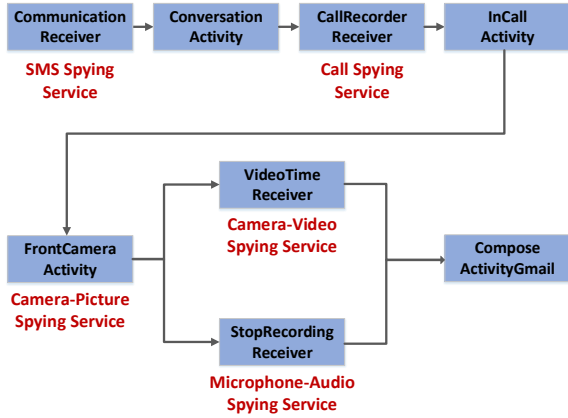 Communication
Receiver
SMS Spying
Service
Conversation
Activity
CallRecorder
Receiver
Call Spying
Service
InCall
Activity
FrontCamera
Activity
Camera-Picture
Spying Service
VideoTime
Receiver
Camera-Video
Spying Service
StopRecording
Receiver
Microphone-Audio
Spying Service
Compose
ActivityGmail